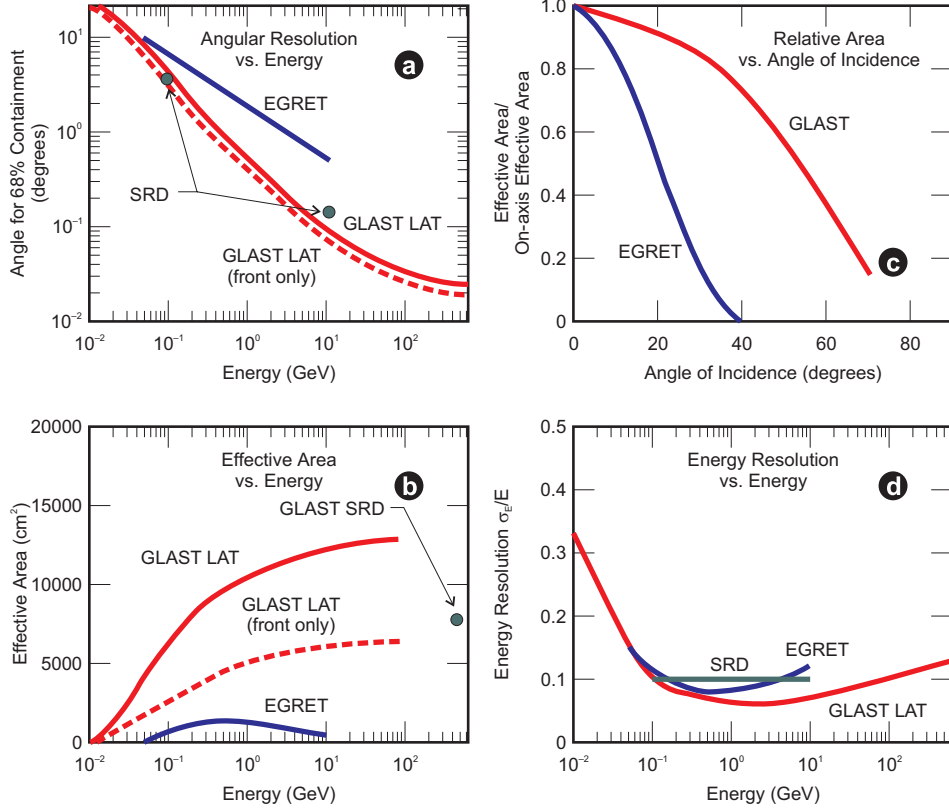 Angular Resolution
vs. Energy
a
EGRET
SRD
GLAST LAT
GLAST LAT
(front only)
Angle for 68% Containment
(degrees)
10¹
10⁰
10⁻¹
10⁻²
10⁻² 10⁻¹ 10⁰ 10¹ 10²
Energy (GeV)
Relative Area
vs. Angle of Incidence
GLAST
EGRET
c
Effective Area/
On-axis Effective Area
1.0
0.8
0.6
0.4
0.2
0
0 20 40 60 80
Angle of Incidence (degrees)
Effective Area
vs. Energy
b
GLAST SRD
GLAST LAT
GLAST LAT
(front only)
EGRET
Effective Area (cm²)
20000
15000
10000
5000
0
10⁻² 10⁻¹ 10⁰ 10¹ 10²
Energy (GeV)
Energy Resolution
vs. Energy
d
EGRET
SRD
GLAST LAT
Energy Resolution σE/E
0.5
0.4
0.3
0.2
0.1
0
10⁻² 10⁻¹ 10⁰ 10¹ 10²
Energy (GeV)